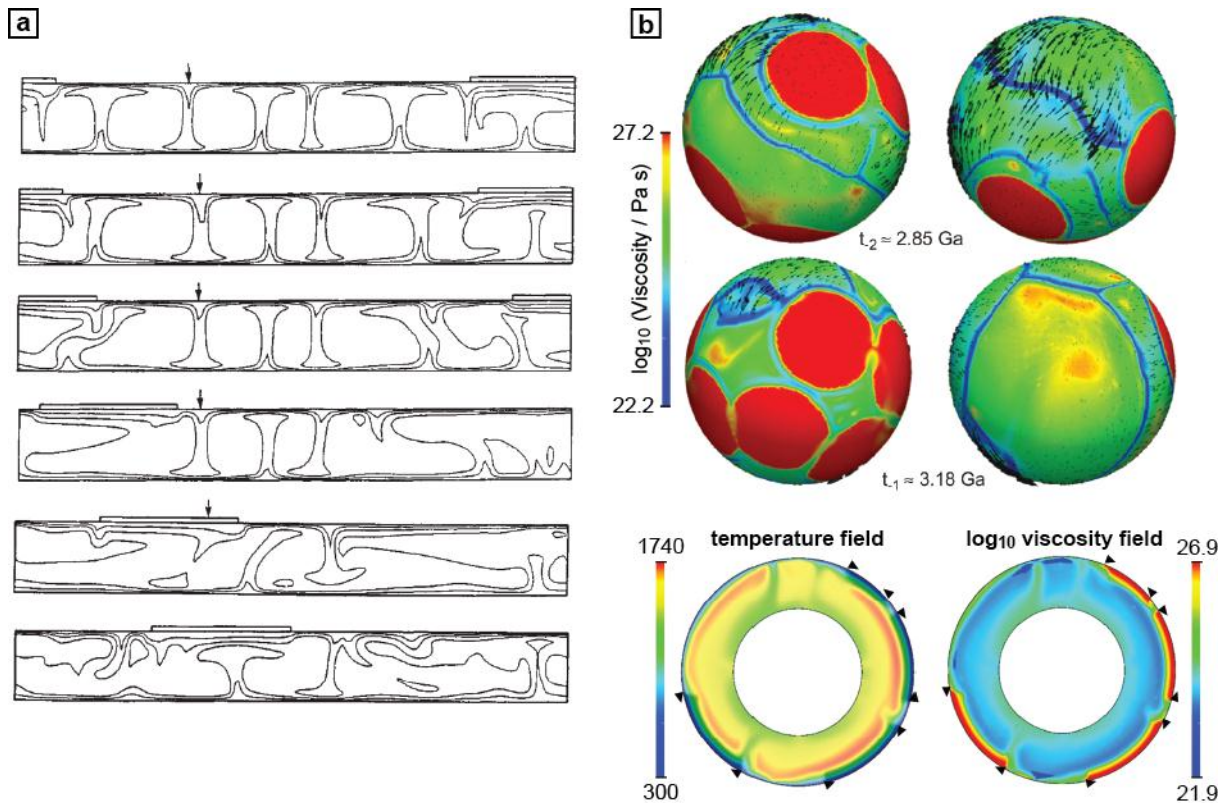 a
b
27.2
log₁₀ (Viscosity / Pa s)
22.2
t₋₂ ≃ 2.85 Ga
t₋₁ ≃ 3.18 Ga
temperature field
log₁₀ viscosity field
1740
300
26.9
21.9